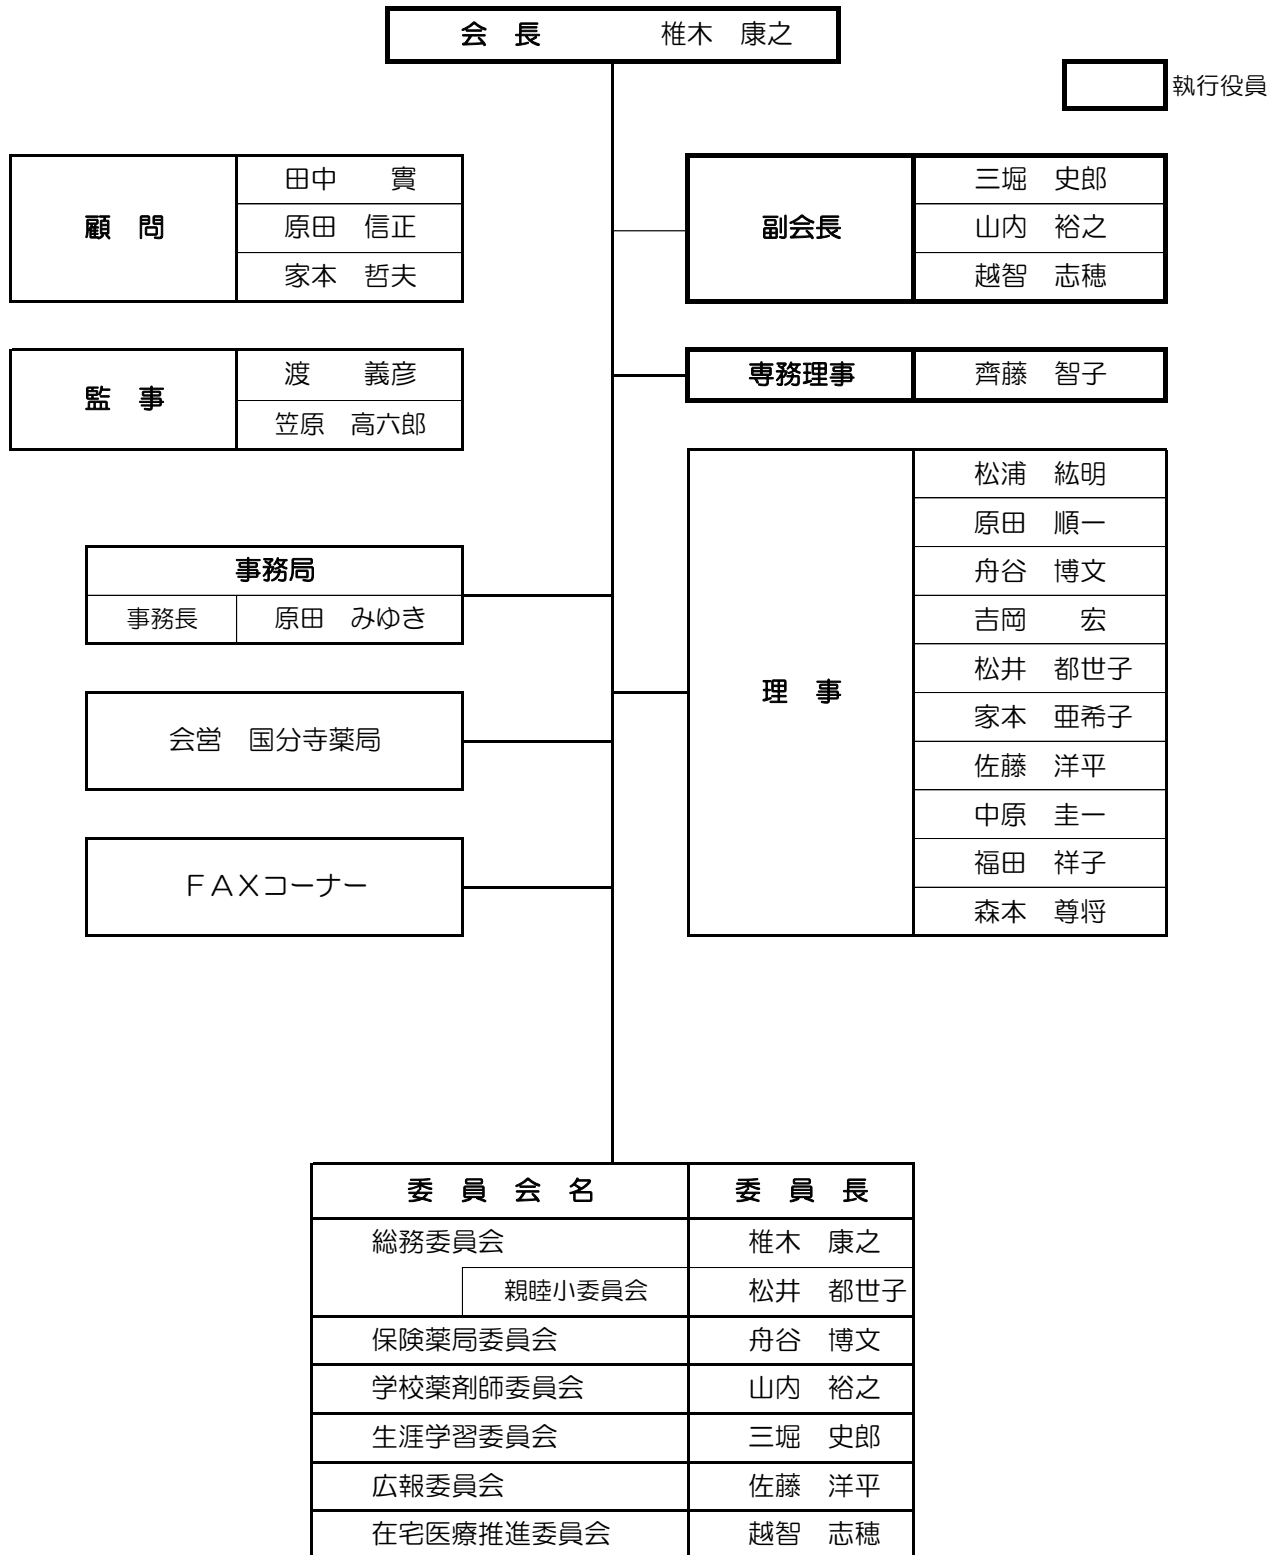 会 長　椎木 康之
執行役員
顧 問
田中 實
原田 信正
家本 哲夫
副会長
三堀 史郎
山内 裕之
越智 志穂
監 事
渡 義彦
笠原 高六郎
専務理事　齊藤 智子
理 事
松浦 紘明
原田 順一
舟谷 博文
吉岡 宏
松井 都世子
家本 亜希子
佐藤 洋平
中原 圭一
福田 祥子
森本 尊将
事務局
事務長　原田 みゆき
会営 国分寺薬局
ＦＡＸコーナー
委 員 会 名　委 員 長
総務委員会　椎木 康之
親睦小委員会　松井 都世子
保険薬局委員会　舟谷 博文
学校薬剤師委員会　山内 裕之
生涯学習委員会　三堀 史郎
広報委員会　佐藤 洋平
在宅医療推進委員会　越智 志穂